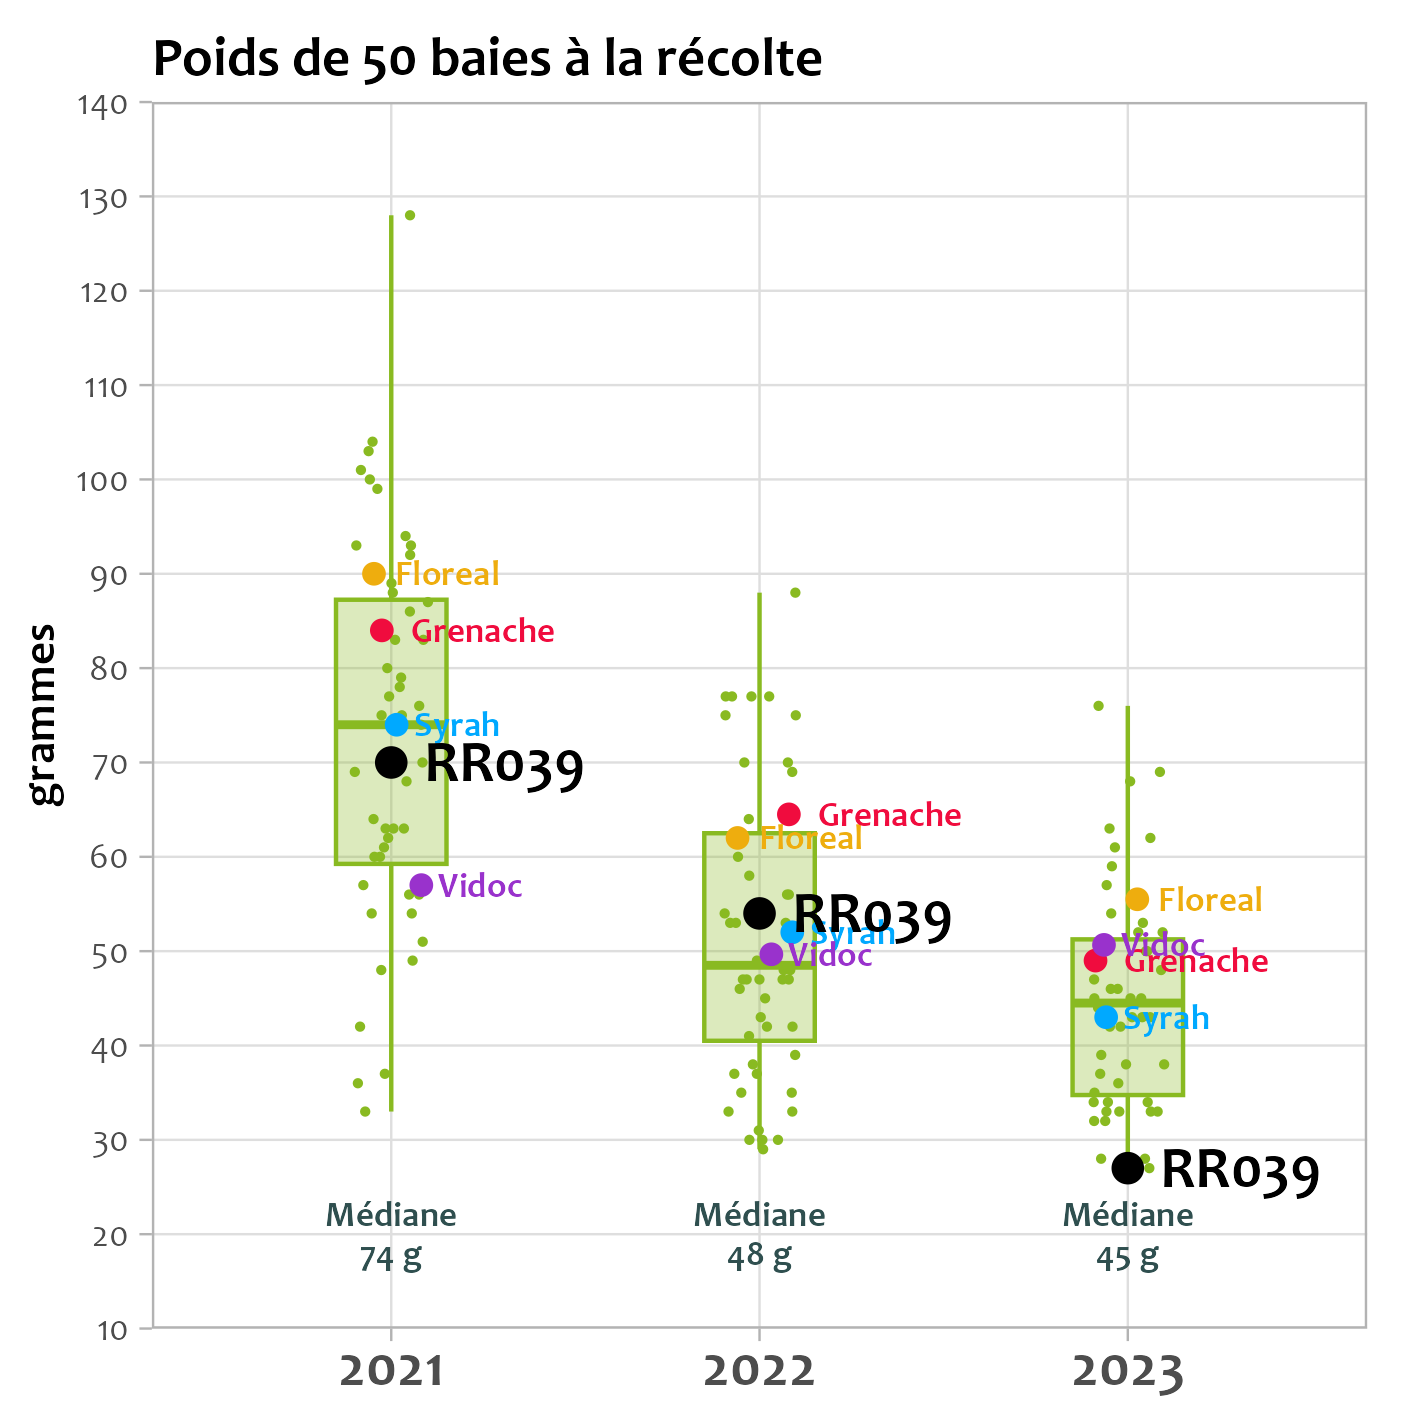 Poids de 50 baies à la récolte
grammes
140
130
120
110
100
90
80
70
60
50
40
30
20
10
Floreal
Grenache
Syrah
RR039
Vidoc
Médiane
74 g
Grenache
Floreal
RR039
Syrah
Vidoc
Médiane
48 g
Floreal
Vidoc
Grenache
Syrah
RR039
Médiane
45 g
2021
2022
2023